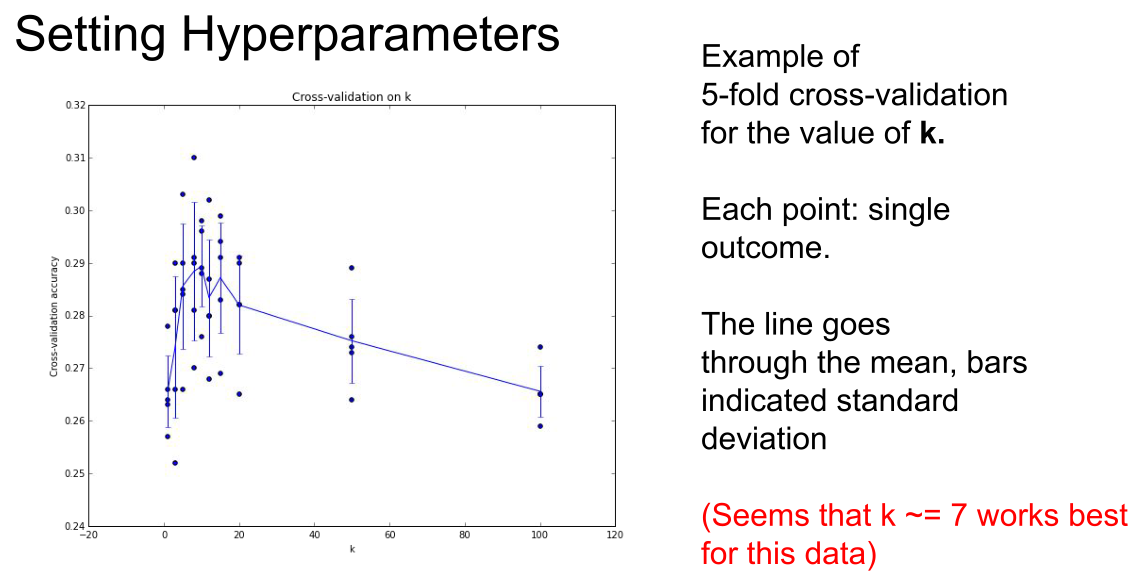 Setting Hyperparameters
Cross-validation on k
0.32
0.31
0.30
0.29
0.28
0.27
0.26
0.25
0.24
Cross-validation accuracy
−20
0
20
40
60
80
100
120
k
Example of
5-fold cross-validation
for the value of k.
Each point: single
outcome.
The line goes
through the mean, bars
indicated standard
deviation
(Seems that k ~= 7 works best
for this data)